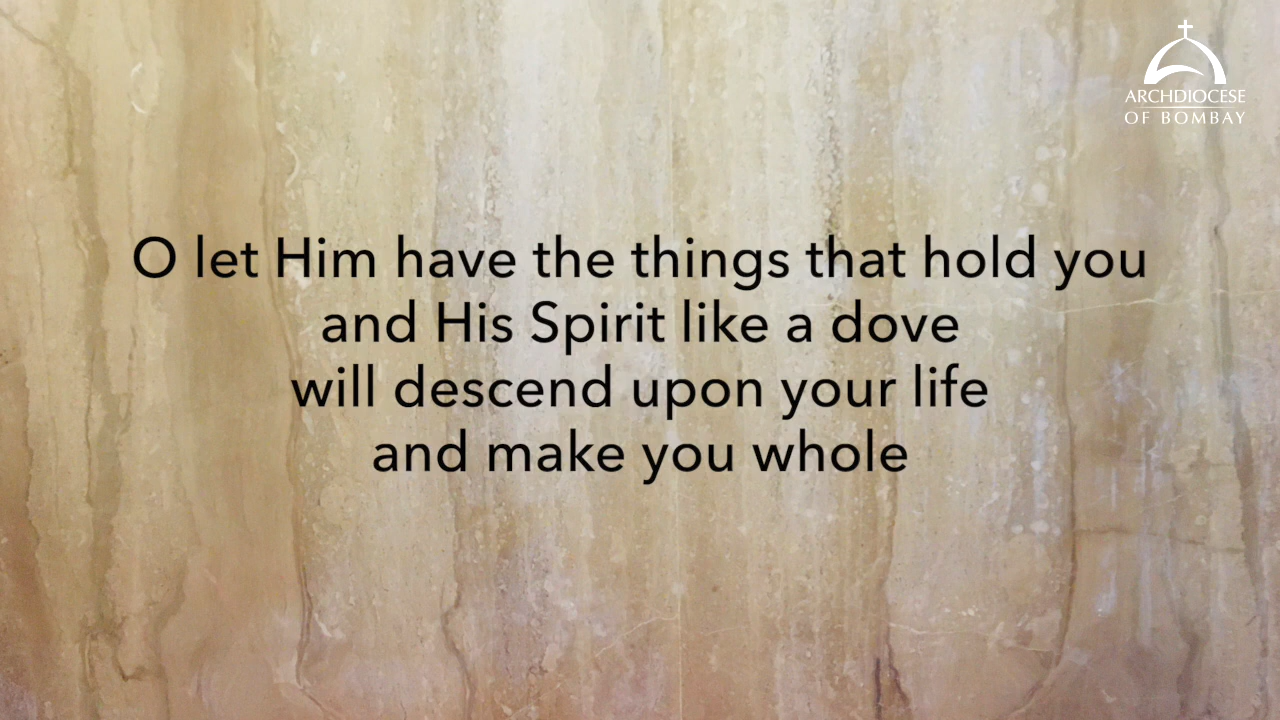 ARCHDIOCESE
OF BOMBAY
O let Him have the things that hold you
and His Spirit like a dove
will descend upon your life
and make you whole